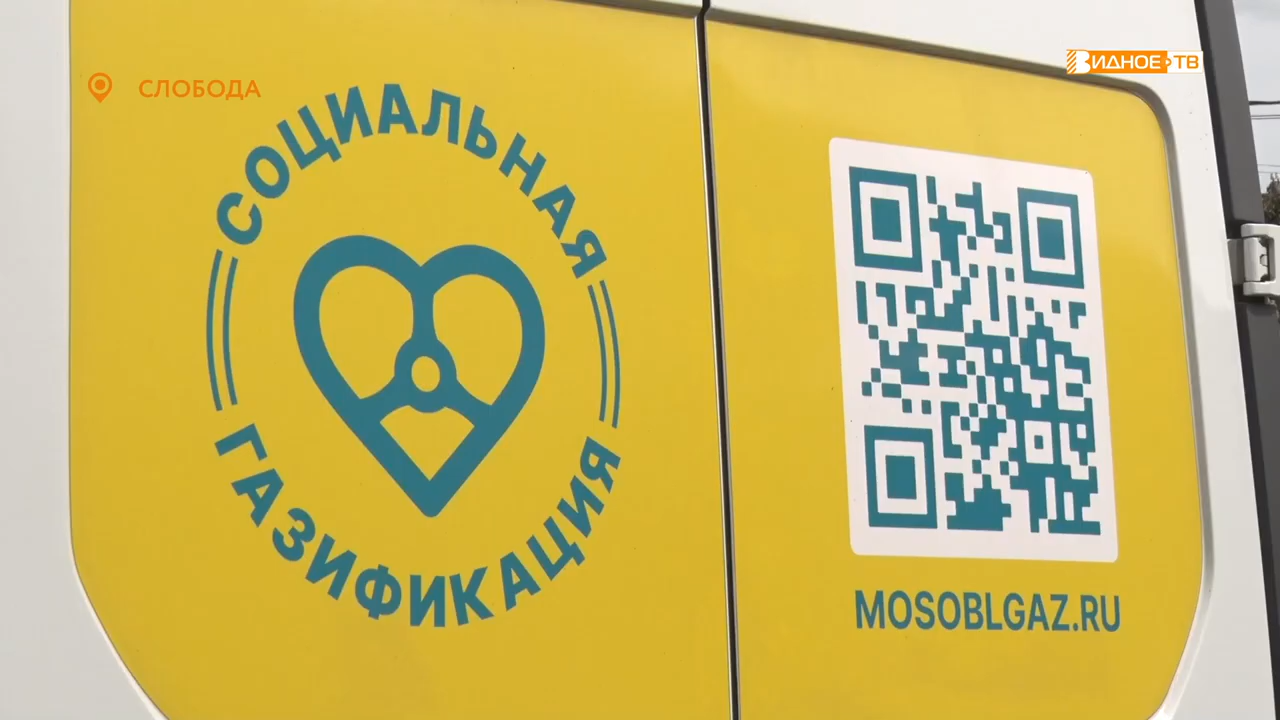 СЛОБОДА
ВИДНОЕ·ТВ
СОЦИАЛЬНАЯ
ГАЗИФИКАЦИЯ
MOSOBLGAZ.RU